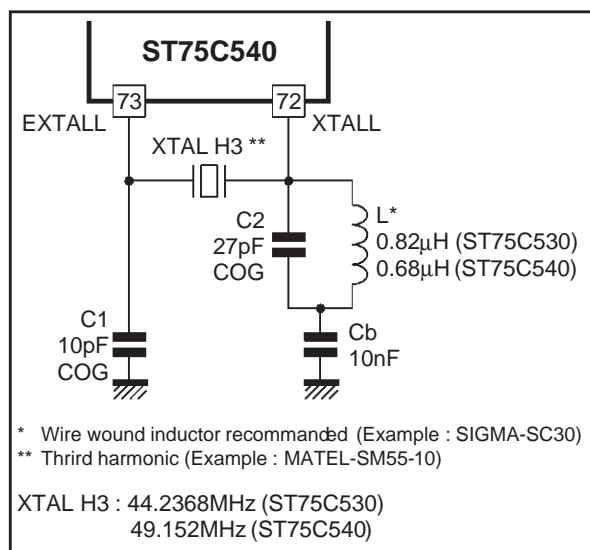 ST75C540
73
72
EXTALL
XTALL
XTAL H3 **
C2
27pF
COG
L*
0.82µH (ST75C530)
0.68µH (ST75C540)
C1
10pF
COG
Cb
10nF
* Wire wound inductor recommanded (Example : SIGMA-SC30)
** Thrird harmonic (Example : MATEL-SM55-10)
XTAL H3 : 44.2368MHz (ST75C530)
49.152MHz (ST75C540)